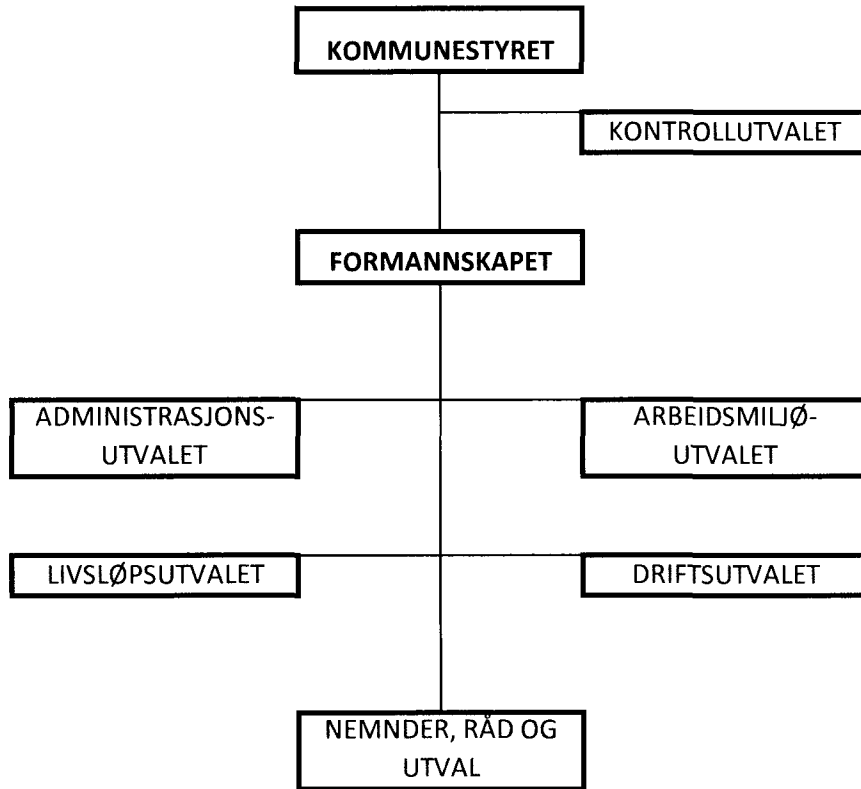 KOMMUNESTYRET
KONTROLLUTVALET
FORMANNSKAPET
ADMINISTRASJONS-
UTVALET
ARBEIDSMILJØ-
UTVALET
LIVSLØPSUTVALET
DRIFTSUTVALET
NEMNDER, RÅD OG
UTVAL